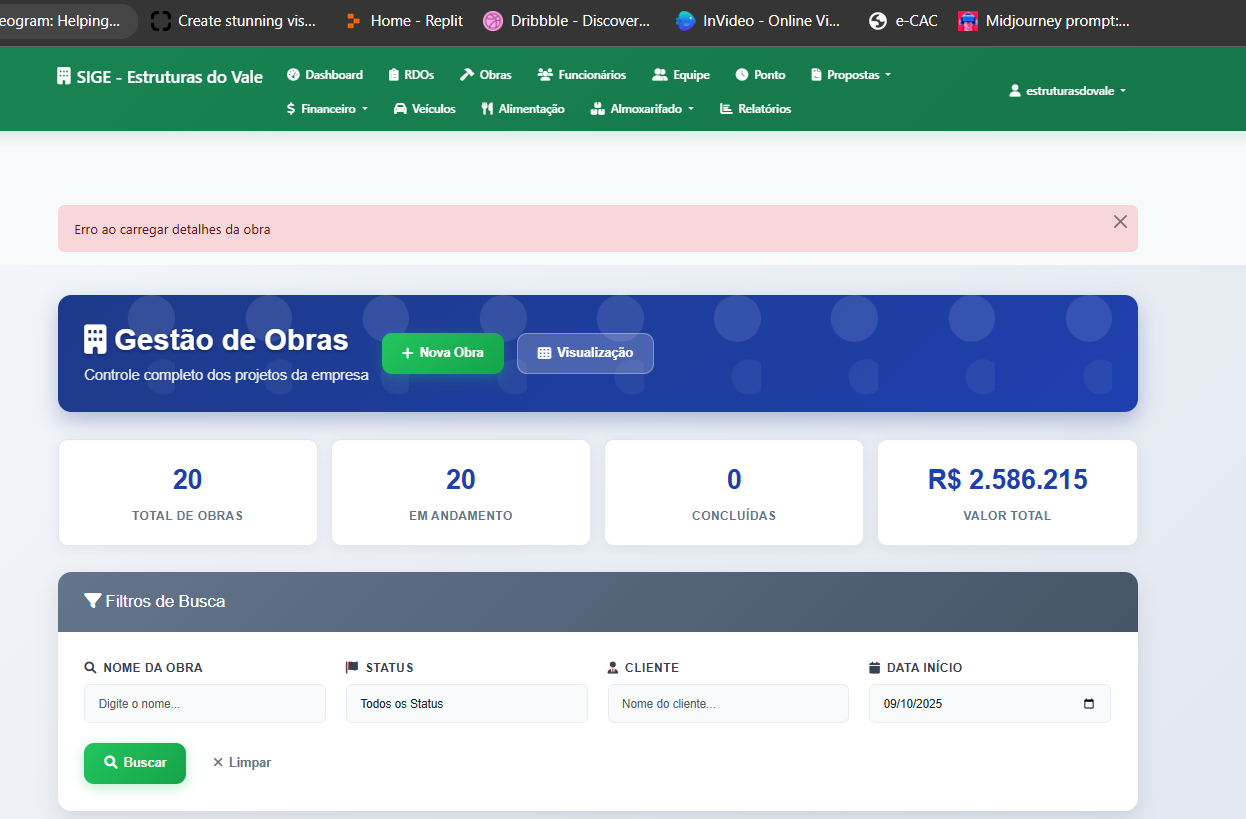 eogram: Helping... Create stunning vis... Home - Replit Dribbble - Discover... InVideo - Online Vi... e-CAC Midjourney prompt:...
SIGE - Estruturas do Vale
Dashboard RDOs Obras Funcionários Equipe Ponto Propostas
Financeiro Veículos Alimentação Almoxarifado Relatórios
estruturasdovale
Erro ao carregar detalhes da obra
Gestão de Obras
Controle completo dos projetos da empresa
+ Nova Obra
Visualização
20
TOTAL DE OBRAS
20
EM ANDAMENTO
0
CONCLUÍDAS
R$ 2.586.215
VALOR TOTAL
Filtros de Busca
NOME DA OBRA
Digite o nome...
STATUS
Todos os Status
CLIENTE
Nome do cliente...
DATA INÍCIO
09/10/2025
Buscar
× Limpar